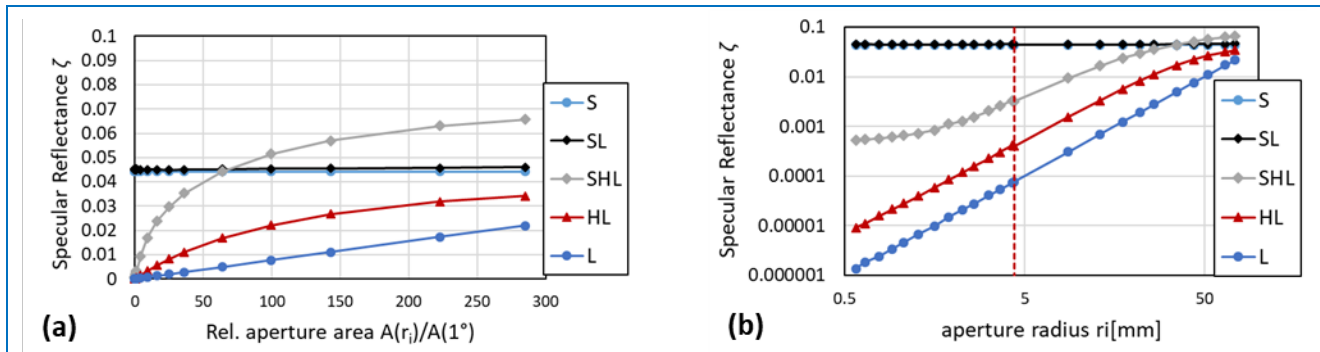 0.1
0.09
0.08
0.07
0.06
0.05
0.04
0.03
0.02
0.01
0
Specular Reflectance ζ
0 50 100 150 200 250 300
Rel. aperture area A(rᵢ)/A(1°)
(a)
S
SL
SHL
HL
L
0.1
0.01
0.001
0.0001
0.00001
0.000001
Specular Reflectance ζ
0.5 5 50
aperture radius ri[mm]
(b)
S
SL
SHL
HL
L